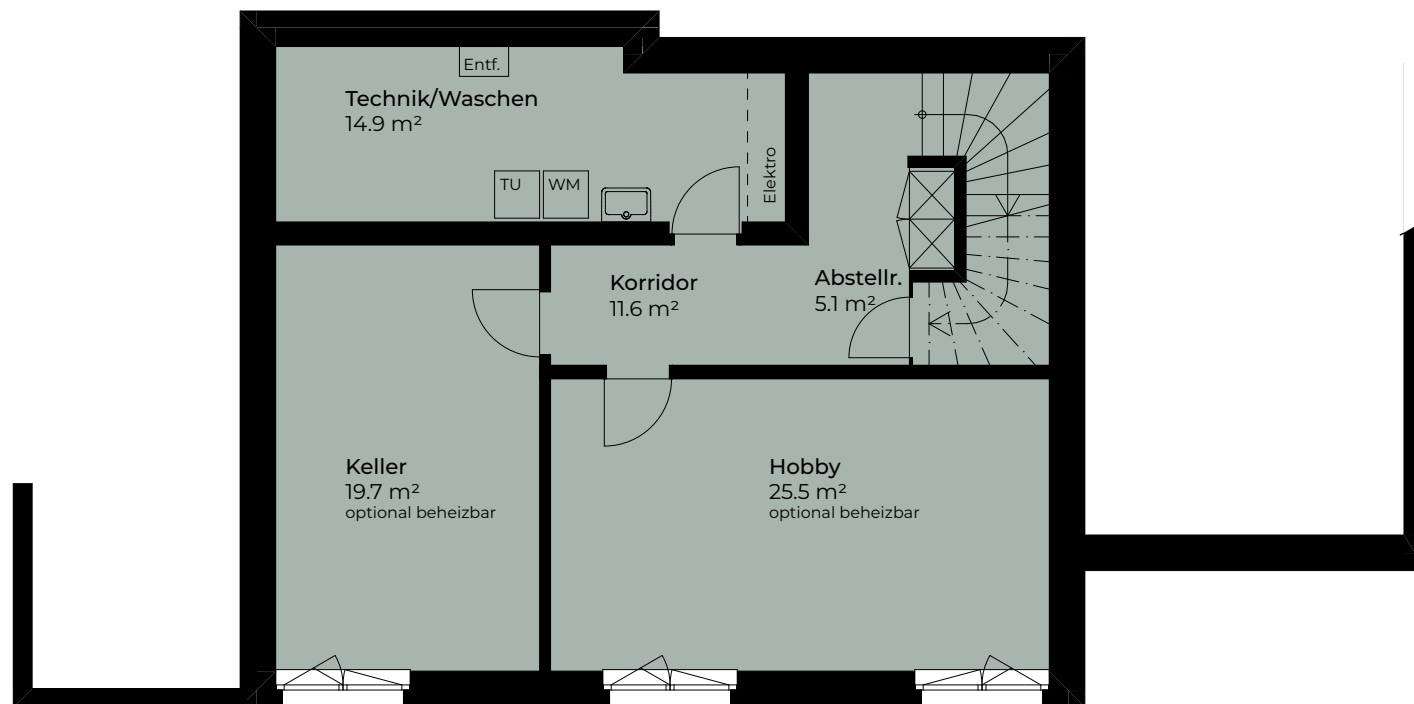 Entf.
Technik/Waschen
14.9 m²
TU
WM
Elektro
Korridor
11.6 m²
Abstellr.
5.1 m²
Keller
19.7 m²
optional beheizbar
Hobby
25.5 m²
optional beheizbar